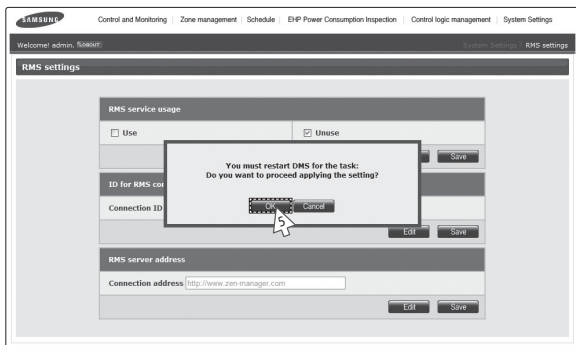 SAMSUNG
Control and Monitoring | Zone management | Schedule | EHP Power Consumption Inspection | Control logic management | System Settings
Welcome! admin. LOGOUT
System Settings RMS settings
RMS settings
RMS service usage
Use
Unuse
Save
You must restart DMS for the task:
Do you want to proceed applying the setting?
OK
Cancel
5
ID for RMS con
Connection ID
Edit
Save
RMS server address
Connection address http://www.zen-manager.com
Edit
Save